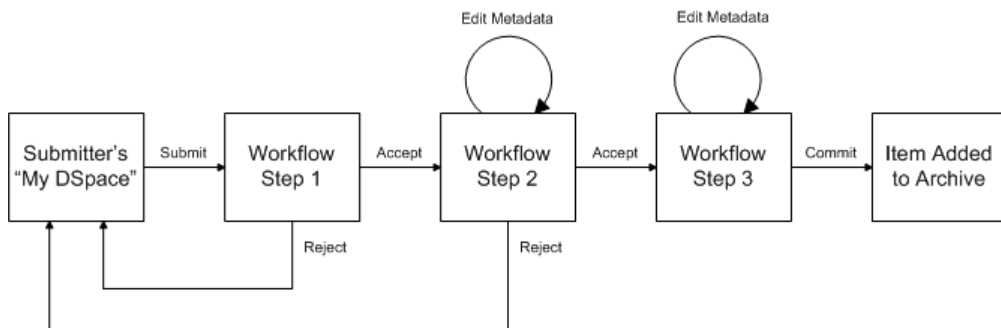 Edit Metadata
Edit Metadata
Submitter's
"My DSpace"
Submit
Workflow
Step 1
Accept
Workflow
Step 2
Accept
Workflow
Step 3
Commit
Item Added
to Archive
Reject
Reject